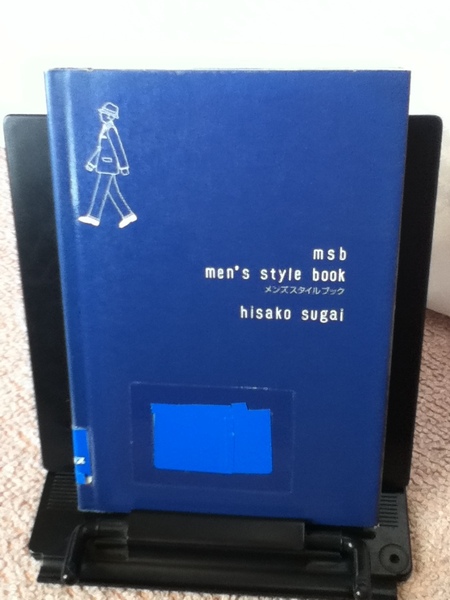 msb
men's style book
メンズスタイルブック
hisako sugai